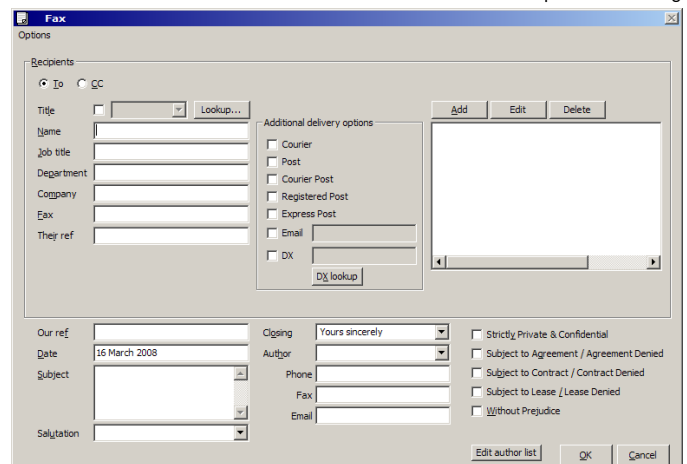 Fax
Options
Recipients
To CC
Title Lookup...
Name
Job title
Department
Company
Fax
Their ref
Additional delivery options
Courier
Post
Courier Post
Registered Post
Express Post
Email
DX
DX lookup
Add Edit Delete
Our ref
Date 16 March 2008
Subject
Salutation
Closing Yours sincerely
Author
Phone
Fax
Email
Strictly Private & Confidential
Subject to Agreement / Agreement Denied
Subject to Contract / Contract Denied
Subject to Lease / Lease Denied
Without Prejudice
Edit author list OK Cancel